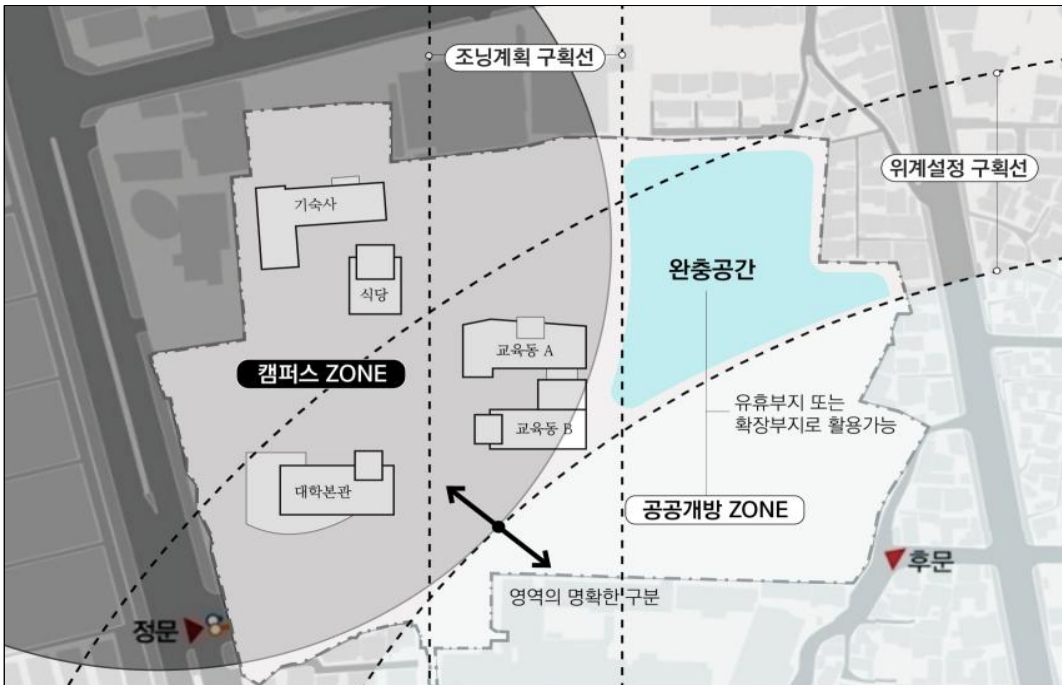 조닝계획 구획선
위계설정 구획선
기숙사
식당
완충공간
교육동 A
캠퍼스 ZONE
유휴부지 또는
확장부지로 활용가능
교육동 B
대학본관
공공개방 ZONE
후문
영역의 명확한 구분
정문